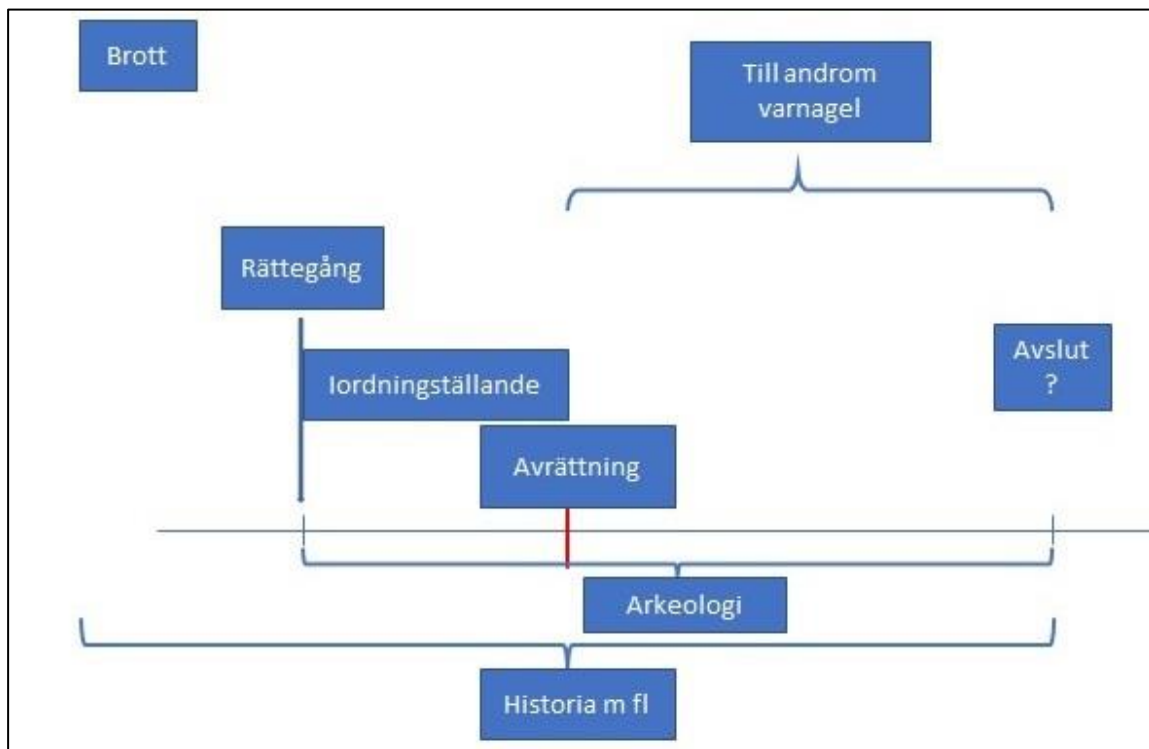 Brott
Till androm
varnagel
Rättegång
Iordningställande
Avslut
?
Avrättning
Arkeologi
Historia m fl